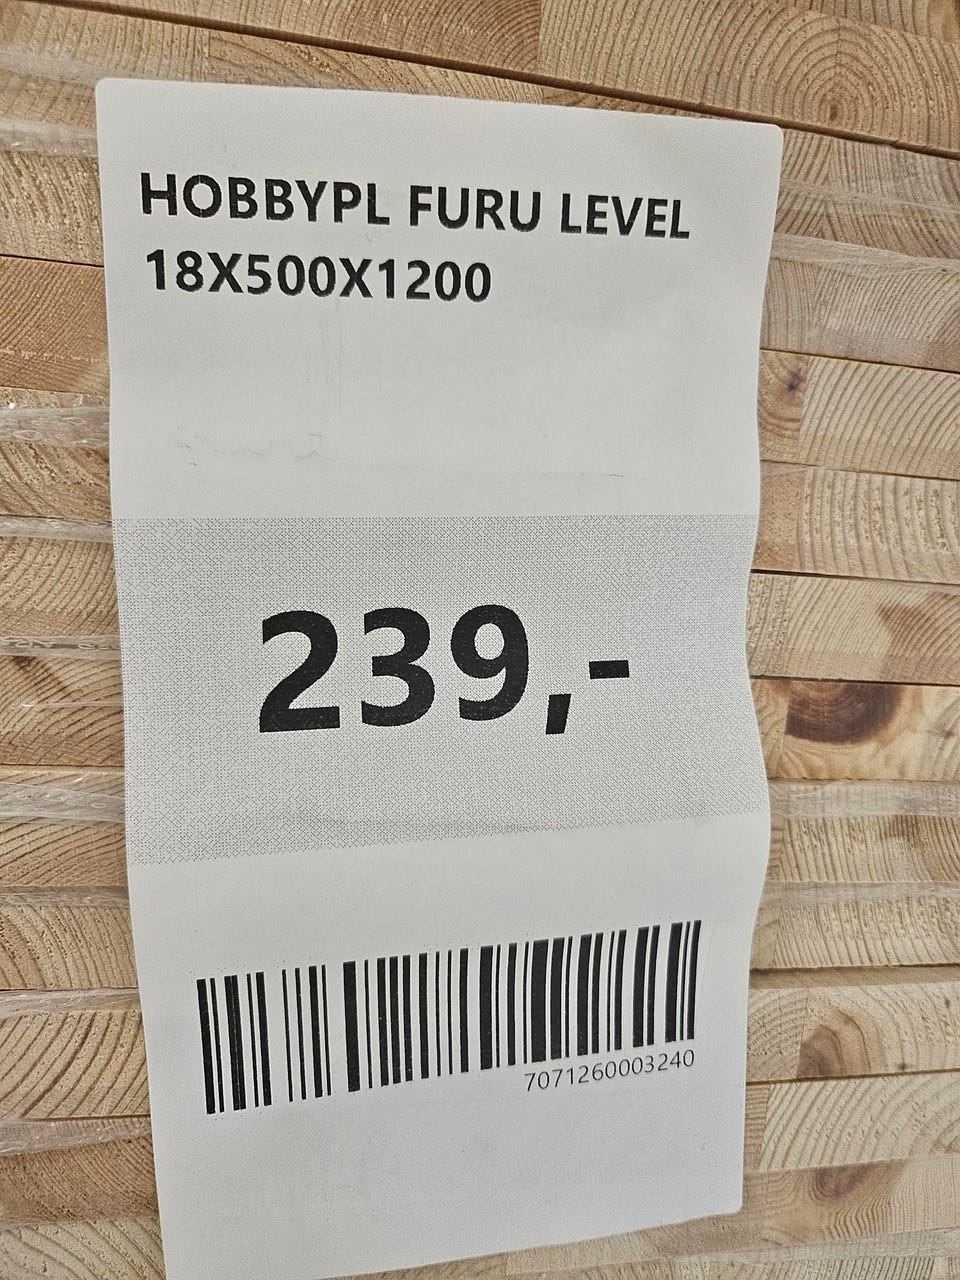 HOBBYPL FURU LEVEL
18X500X1200
239,-
7071260003240